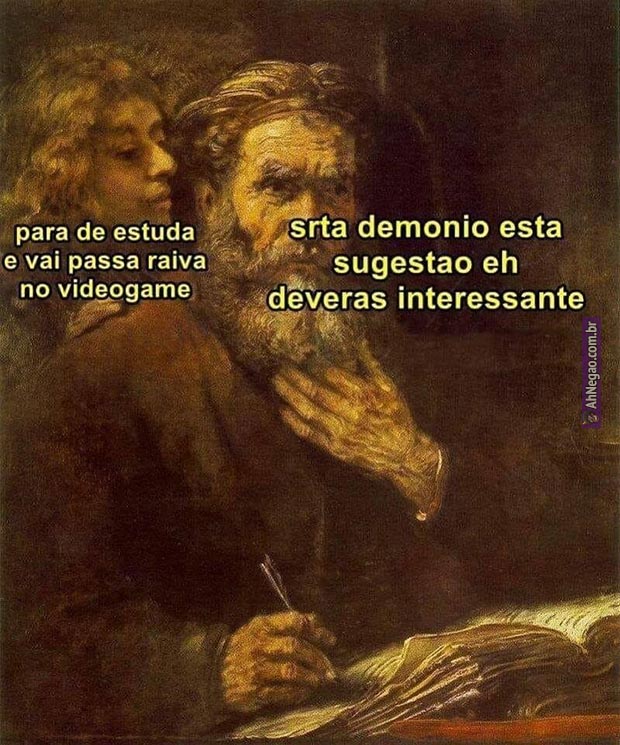 para de estuda
e vai passa raiva
no videogame
srta demonio esta
sugestao eh
deveras interessante
AhNegao.com.br